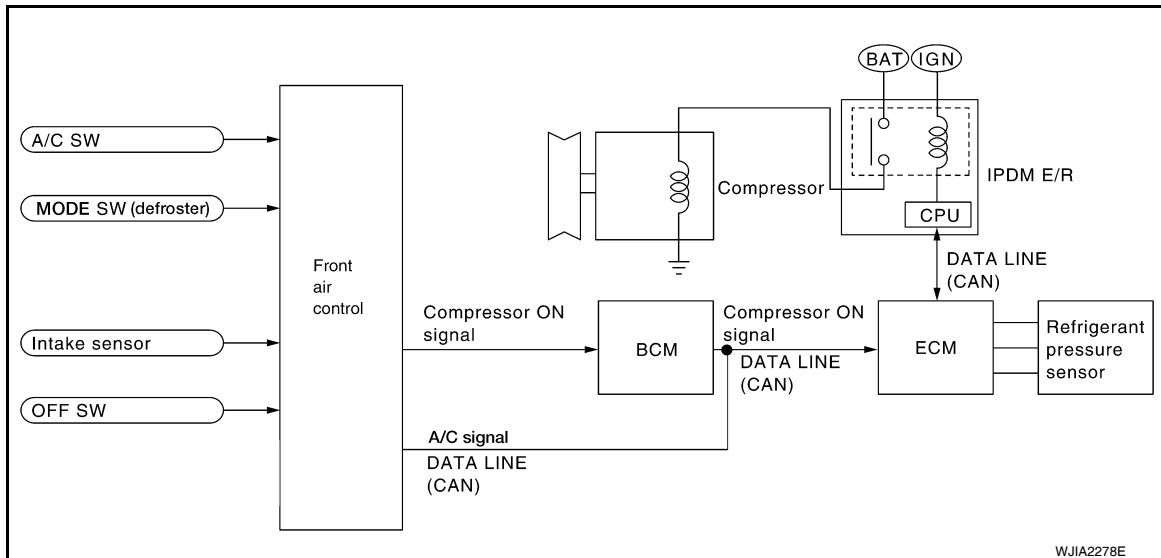 BAT
IGN
A/C SW
MODE SW (defroster)
Intake sensor
OFF SW
Front
air
control
Compressor
IPDM E/R
CPU
DATA LINE
(CAN)
Compressor ON
signal
BCM
Compressor ON
signal
DATA LINE
(CAN)
ECM
Refrigerant
pressure
sensor
A/C signal
DATA LINE
(CAN)
WJIA2278E